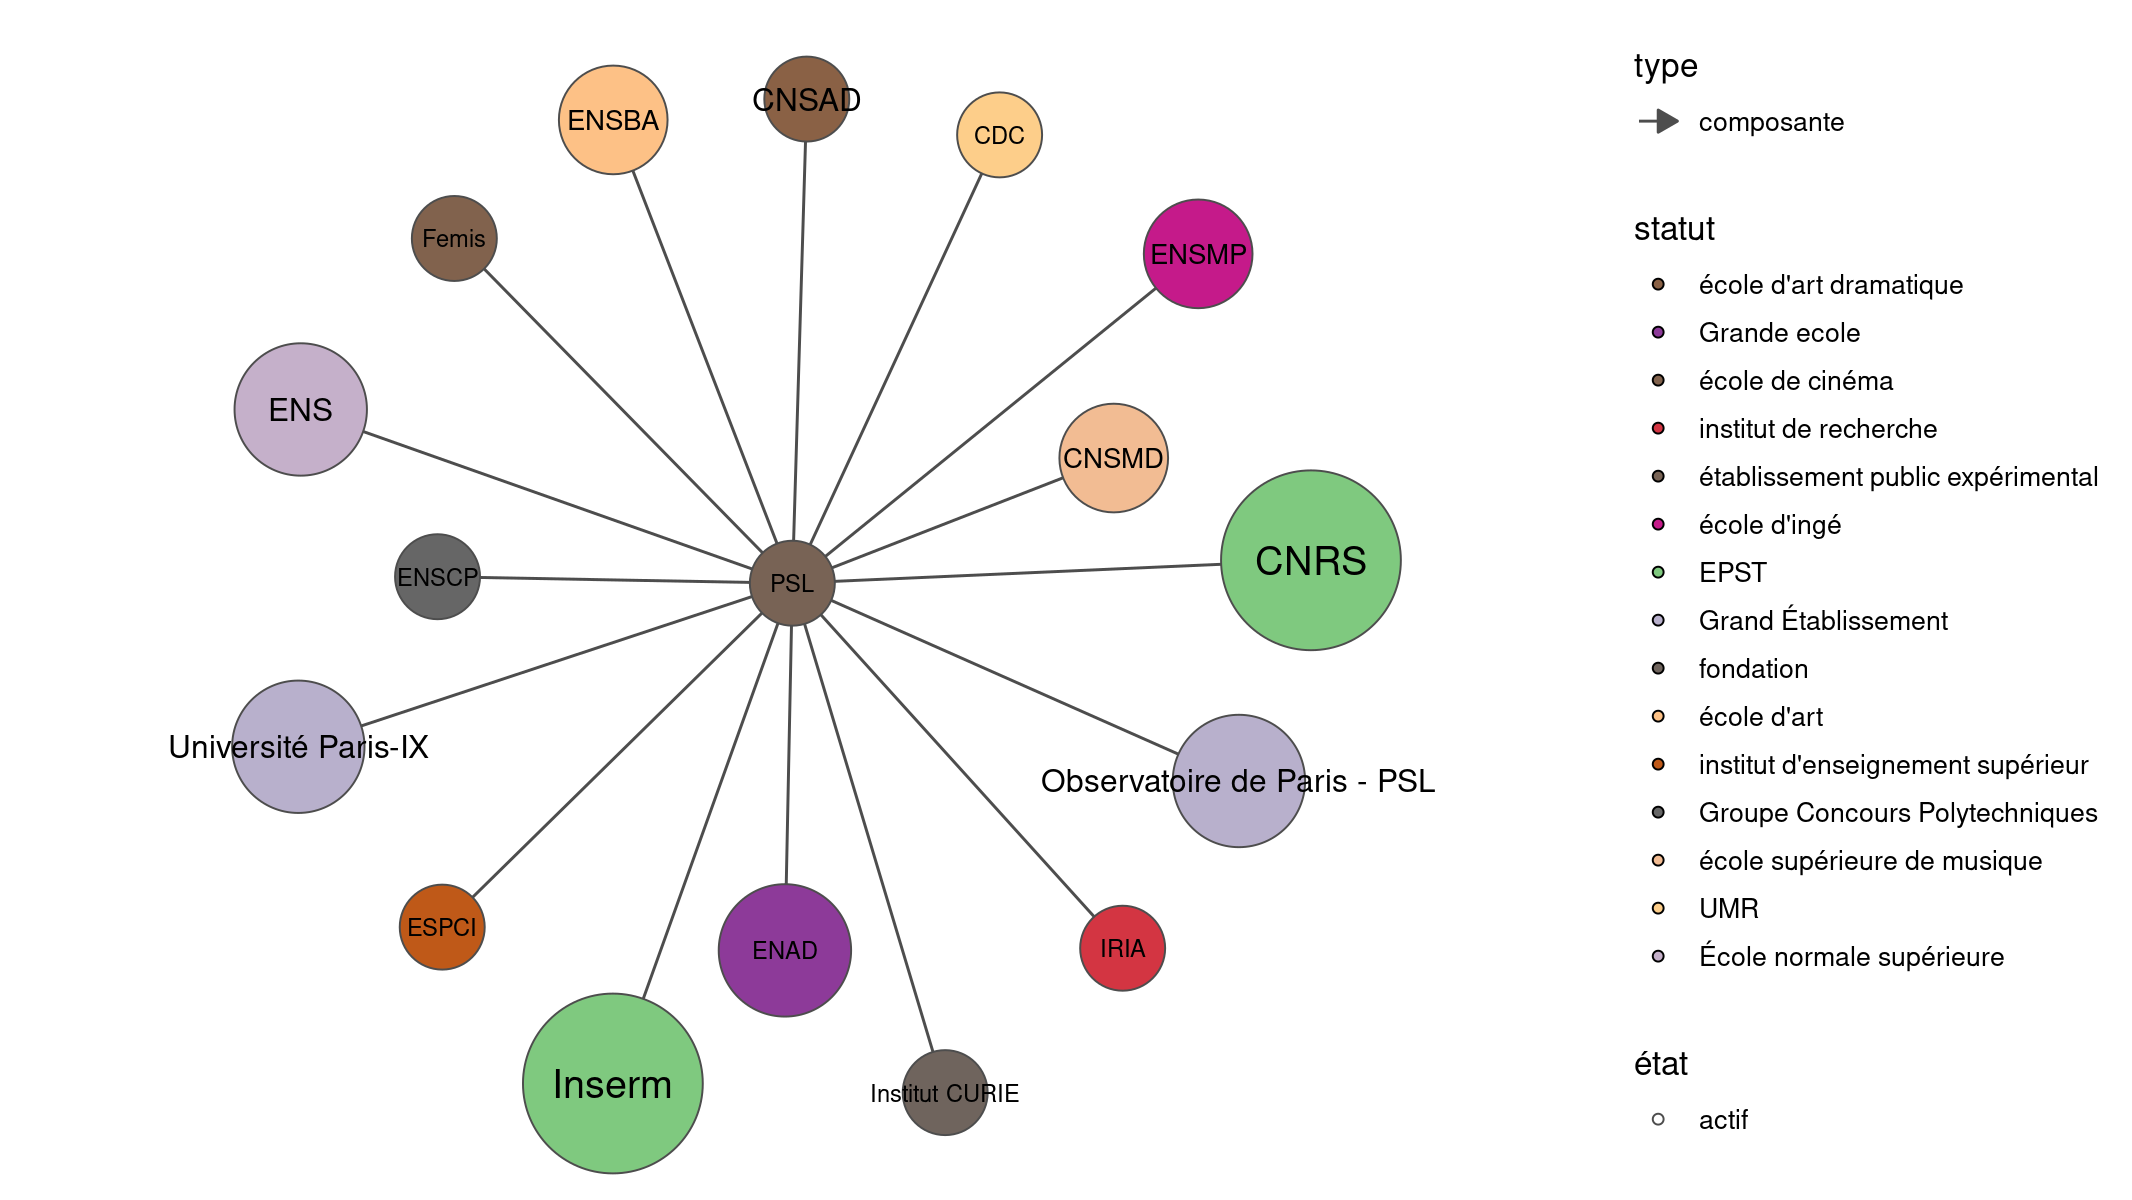 CNSAD
ENSBA
CDC
Femis
ENSMP
ENS
CNSMD
CNRS
ENSCP
PSL
Université Paris-IX
Observatoire de Paris - PSL
ESPCI
ENAD
IRIA
Inserm
Institut CURIE
type
composante
statut
école d'art dramatique
Grande ecole
école de cinéma
institut de recherche
établissement public expérimental
école d'ingé
EPST
Grand Établissement
fondation
école d'art
institut d'enseignement supérieur
Groupe Concours Polytechniques
école supérieure de musique
UMR
École normale supérieure
état
actif